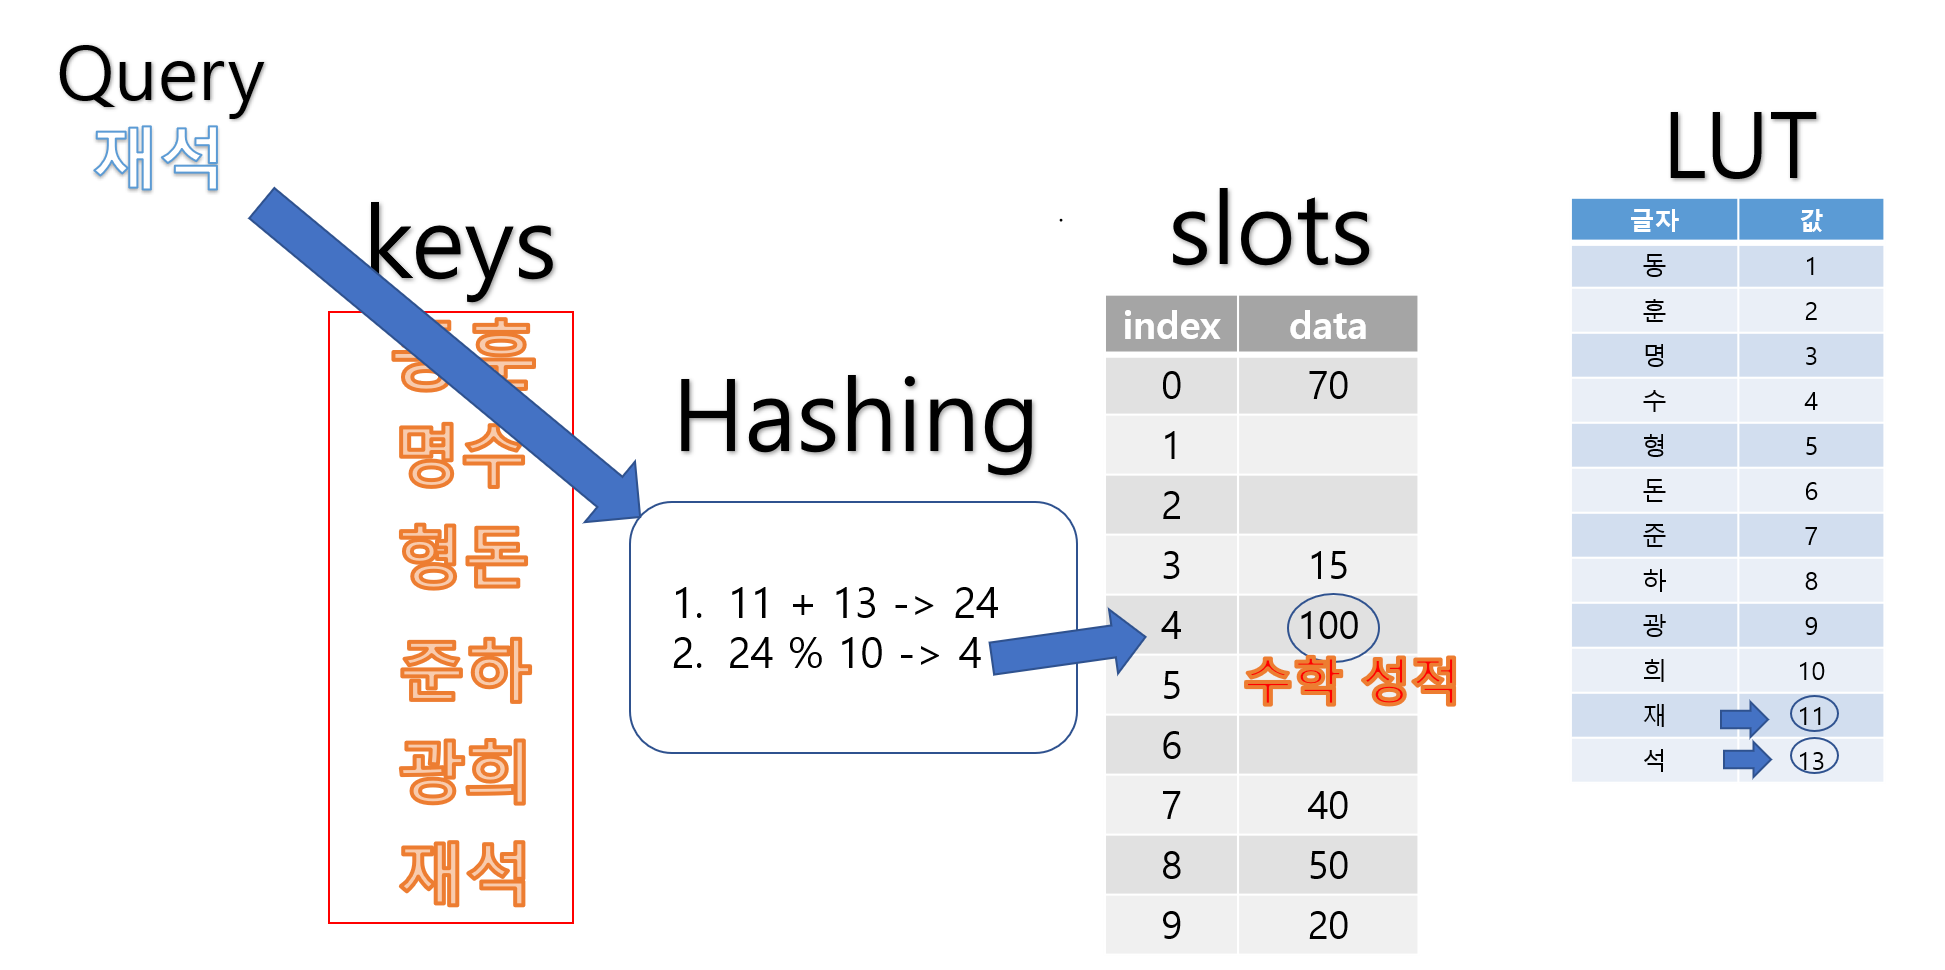 Query
재석
keys
동훈
명수
형돈
준하
광희
재석
Hashing
1. 11 + 13 -> 24
2. 24 % 10 -> 4
slots
index data
0 70
1
2
3 15
4 100
수학 성적
5
6
7 40
8 50
9 20
LUT
글자 값
동 1
훈 2
명 3
수 4
형 5
돈 6
준 7
하 8
광 9
희 10
재 11
석 13